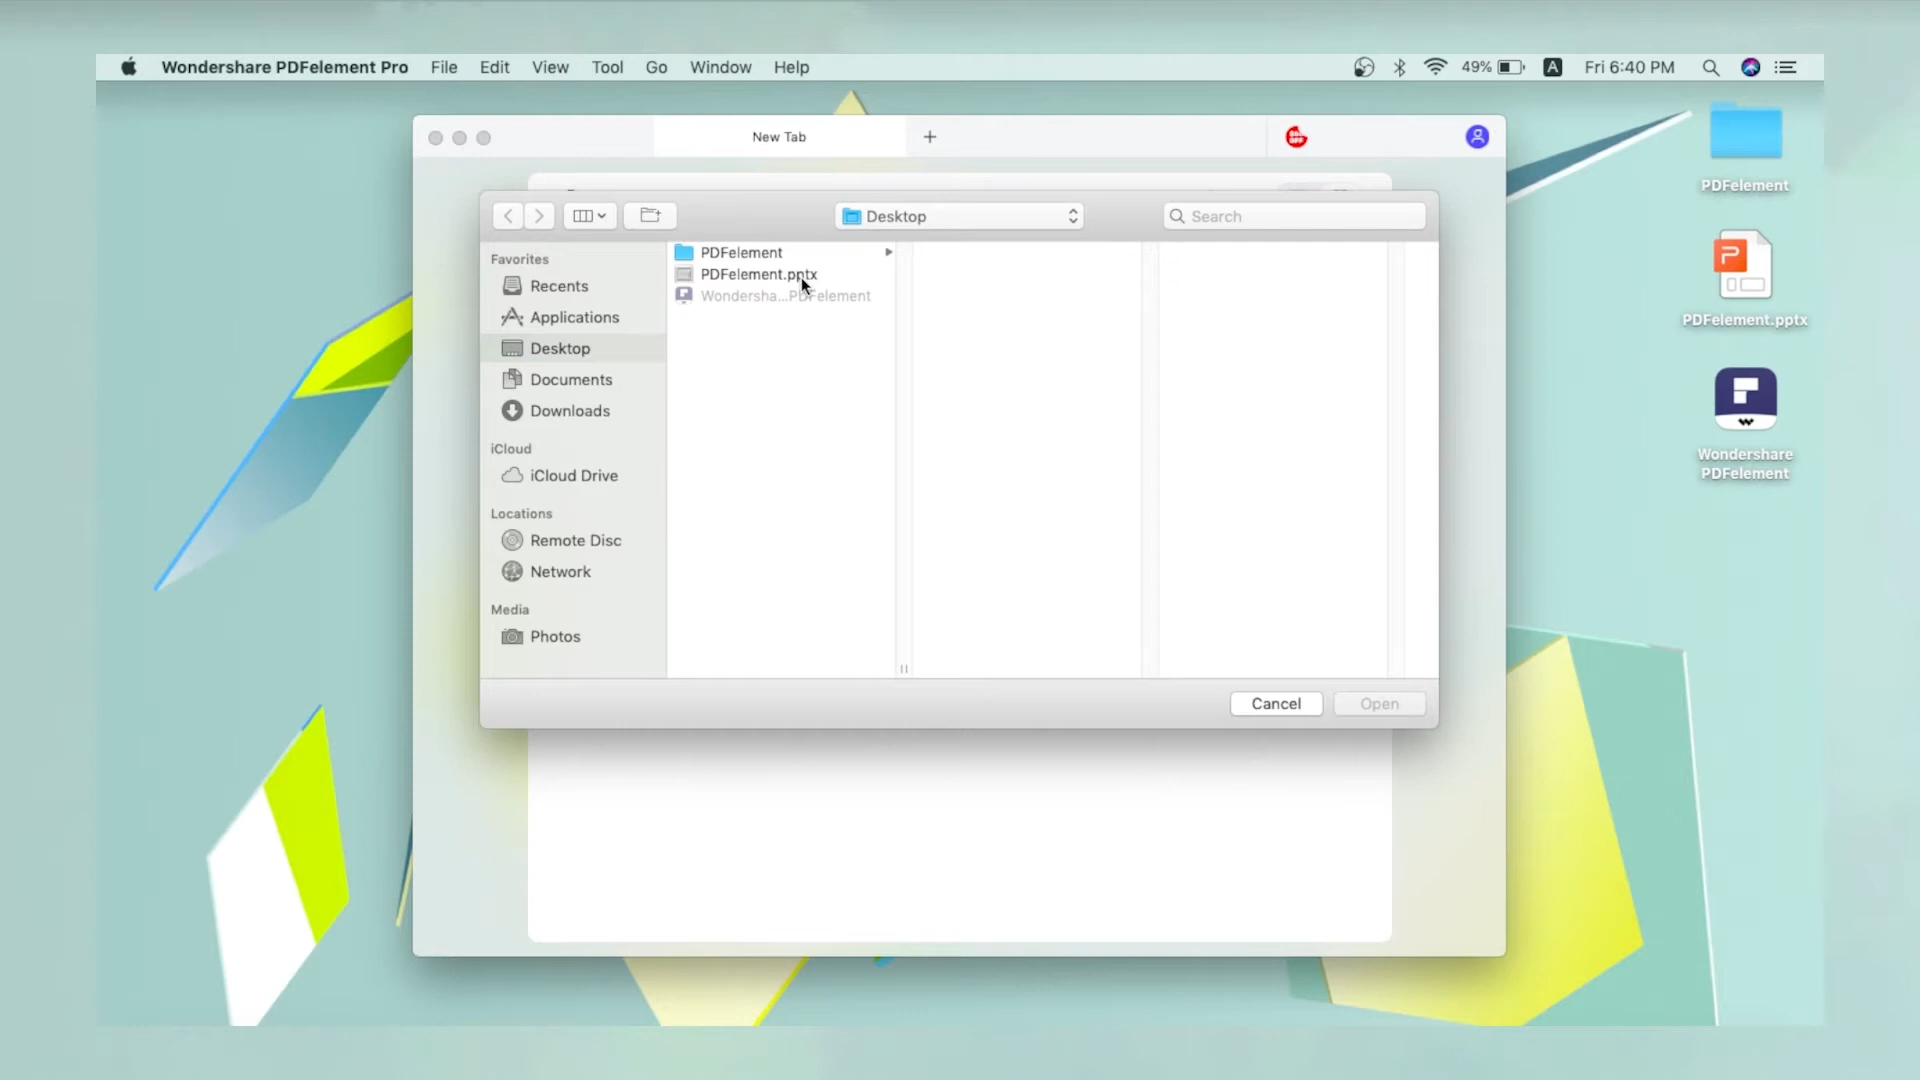 Wondershare PDFelement Pro File Edit View Tool Go Window Help 49% A Fri 6:40 PM
New Tab +
Desktop Search
Favorites
Recents
Applications
Desktop
Documents
Downloads
iCloud
iCloud Drive
Locations
Remote Disc
Network
Media
Photos
PDFelement
PDFelement.pptx
Wondersha...PDFelement
Cancel Open
PDFelement
P
PDFelement.pptx
Wondershare
PDFelement